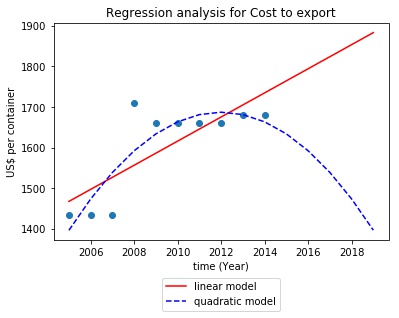 Regression analysis for Cost to export
US$ per container
1900
1800
1700
1600
1500
1400
2006 2008 2010 2012 2014 2016 2018
time (Year)
linear model
quadratic model